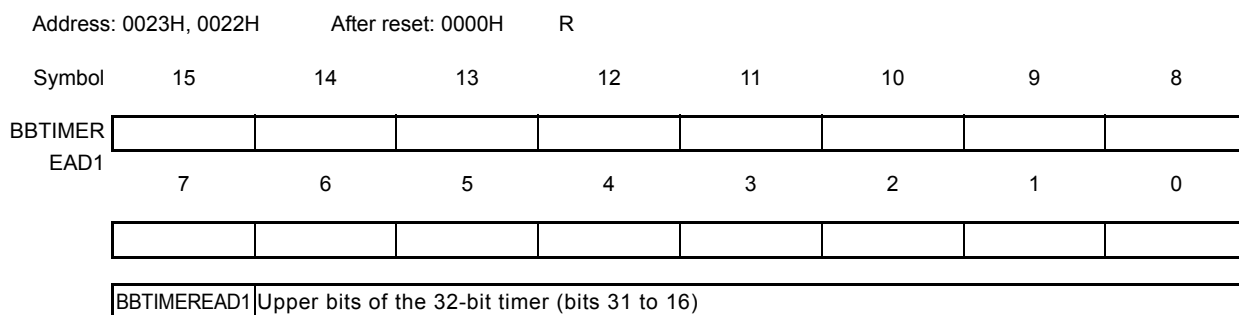 Address: 0023H, 0022H After reset: 0000H R
Symbol 15 14 13 12 11 10 9 8
BBTIMER
EAD1
7 6 5 4 3 2 1 0
BBTIMEREAD1 Upper bits of the 32-bit timer (bits 31 to 16)